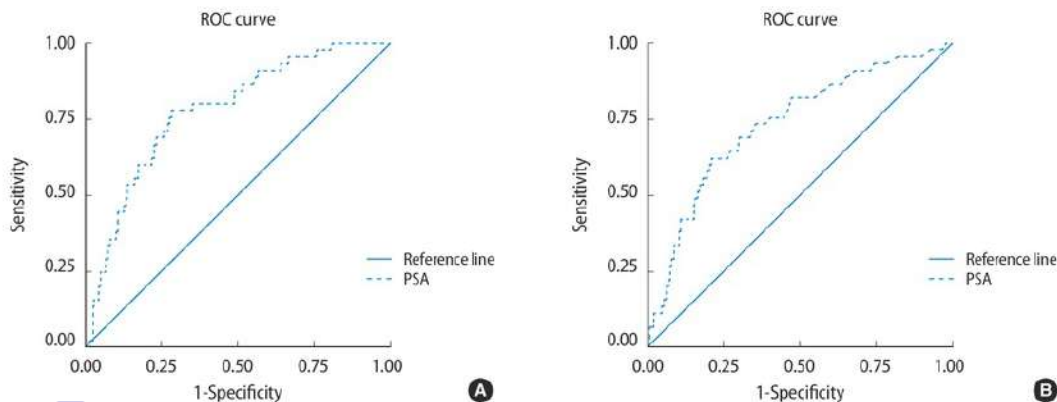 ROC curve
1.00
0.75
0.50
0.25
0.00
Sensitivity
0.00 0.25 0.50 0.75 1.00
1-Specificity
Reference line
PSA
A
ROC curve
1.00
0.75
0.50
0.25
0.00
Sensitivity
0.00 0.25 0.50 0.75 1.00
1-Specificity
Reference line
PSA
B